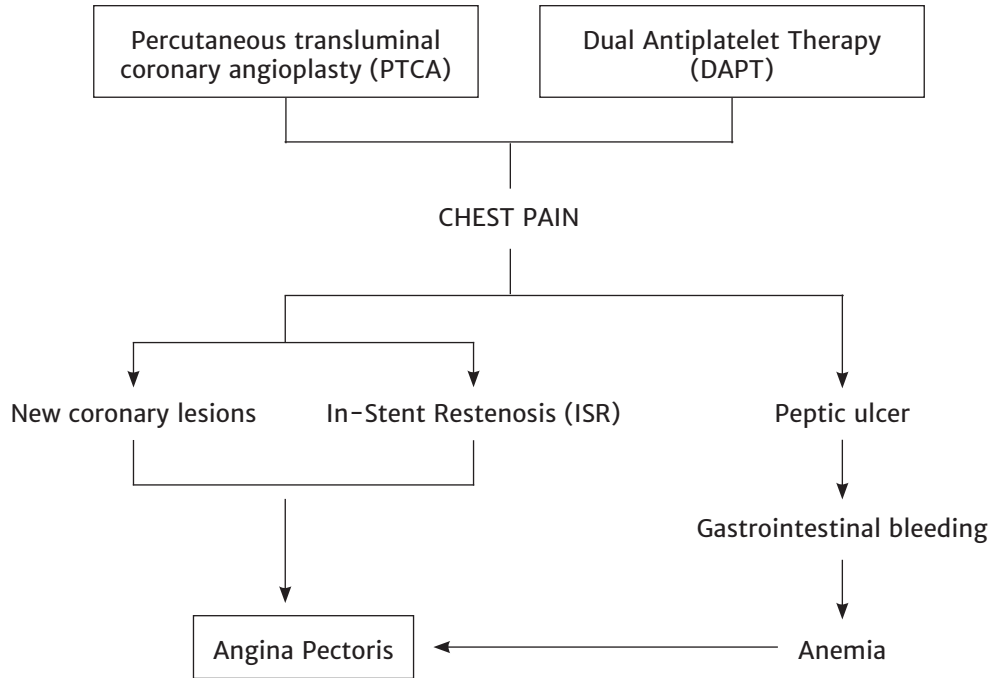 Percutaneous transluminal
coronary angioplasty (PTCA)
Dual Antiplatelet Therapy
(DAPT)
CHEST PAIN
New coronary lesions
In-Stent Restenosis (ISR)
Peptic ulcer
Gastrointestinal bleeding
Angina Pectoris
Anemia